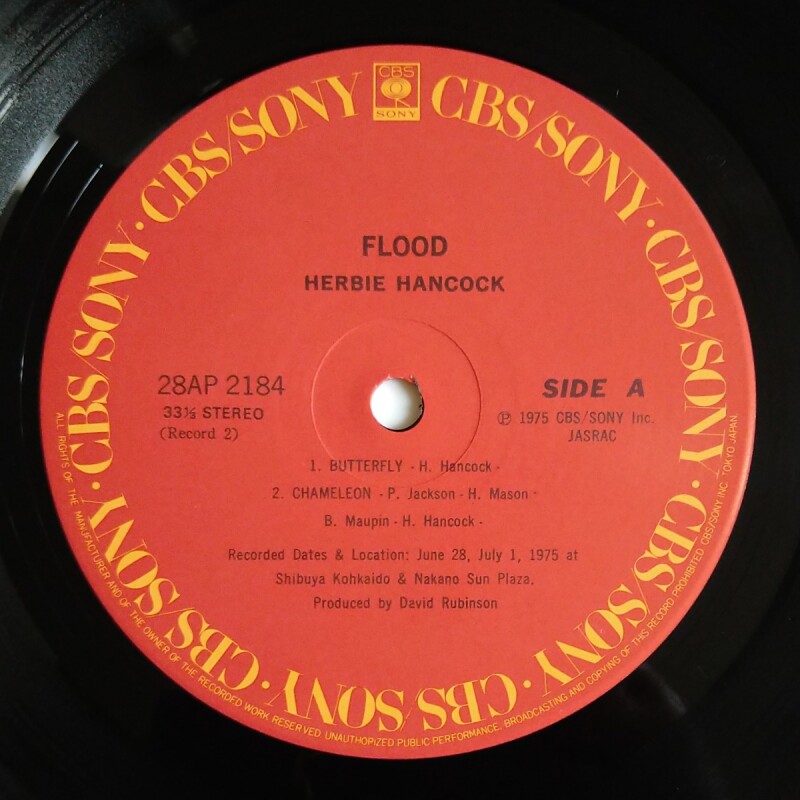 CBS
SONY
CBS/SONY · CBS/SONY · CBS/SONY · CBS/SONY · CBS/SONY · CBS/SONY · CBS/SONY · CBS/SONY
FLOOD
HERBIE HANCOCK
28AP 2184
33⅓ STEREO
(Record 2)
SIDE A
Ⓟ 1975 CBS/SONY Inc.
JASRAC
1. BUTTERFLY - H. Hancock -
2. CHAMELEON - P. Jackson - H. Mason -
B. Maupin - H. Hancock -
Recorded Dates & Location: June 28, July 1, 1975 at
Shibuya Kohkaido & Nakano Sun Plaza.
Produced by David Rubinson
ALL RIGHTS OF THE MANUFACTURER AND OF THE OWNER OF THE RECORDED WORK RESERVED. UNAUTHORIZED PUBLIC PERFORMANCE, BROADCASTING AND COPYING OF THIS RECORD PROHIBITED CBS/SONY INC. TOKYO JAPAN.